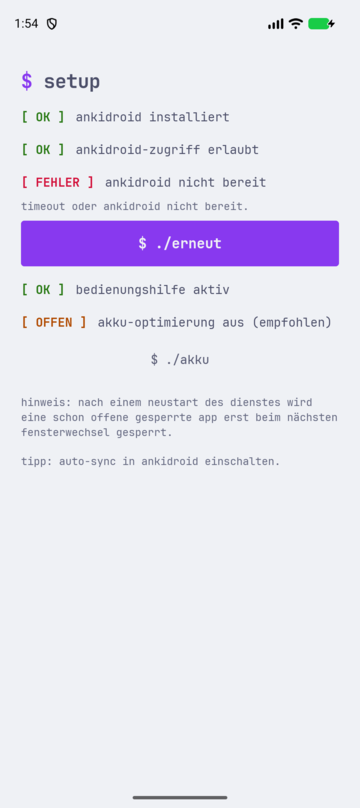 1:54
$ setup
[ OK ] ankidroid installiert
[ OK ] ankidroid-zugriff erlaubt
[ FEHLER ] ankidroid nicht bereit
timeout oder ankidroid nicht bereit.
$ ./erneut
[ OK ] bedienungshilfe aktiv
[ OFFEN ] akku-optimierung aus (empfohlen)
$ ./akku
hinweis: nach einem neustart des dienstes wird
eine schon offene gesperrte app erst beim nächsten
fensterwechsel gesperrt.
tipp: auto-sync in ankidroid einschalten.